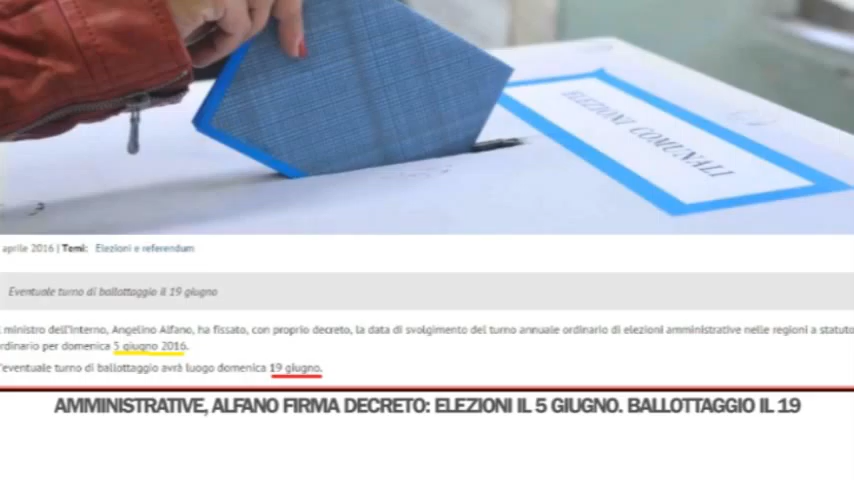 ELEZIONI COMUNALI
aprile 2016 | Temi: Elezioni e referendum
Eventuale turno di ballottaggio il 19 giugno
ministro dell'Interno, Angelino Alfano, ha fissato, con proprio decreto, la data di svolgimento del turno annuale ordinario di elezioni amministrative nelle regioni a statuto
rdinario per domenica 5 giugno 2016.
'eventuale turno di ballottaggio avrà luogo domenica 19 giugno.
AMMINISTRATIVE, ALFANO FIRMA DECRETO: ELEZIONI IL 5 GIUGNO. BALLOTTAGGIO IL 19